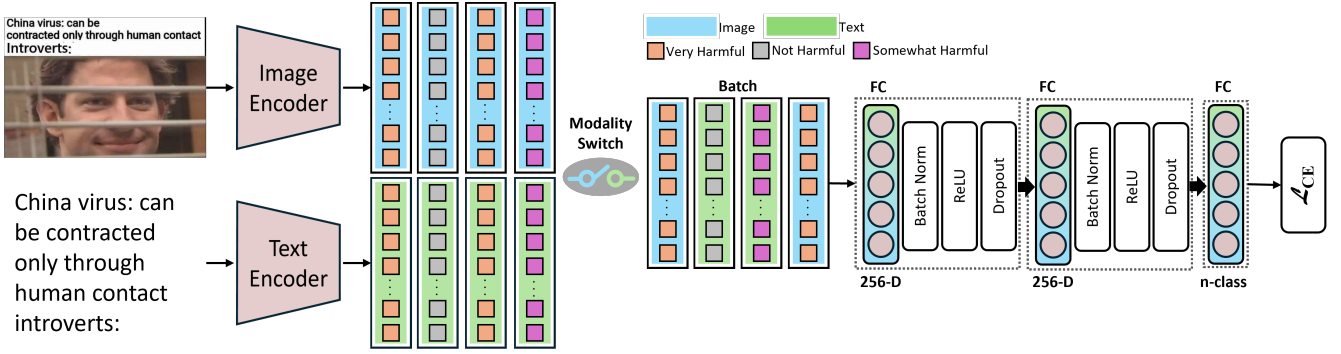 China virus: can be
contracted only through human contact
Introverts:
Image
Encoder
China virus: can
be contracted
only through
human contact
introverts:
Text
Encoder
Modality
Switch
Image
Text
Very Harmful
Not Harmful
Somewhat Harmful
Batch
FC
Batch Norm
ReLU
Dropout
256-D
FC
Batch Norm
ReLU
Dropout
256-D
FC
n-class
ℒCE